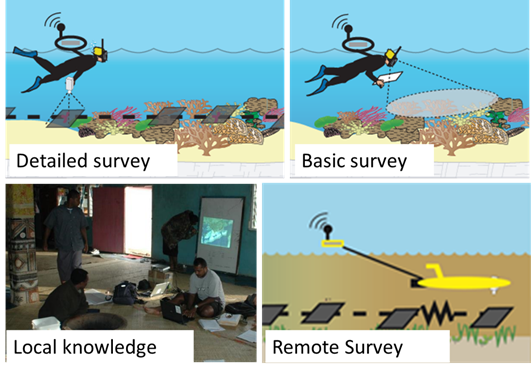 Detailed survey
Basic survey
Local knowledge
Remote Survey